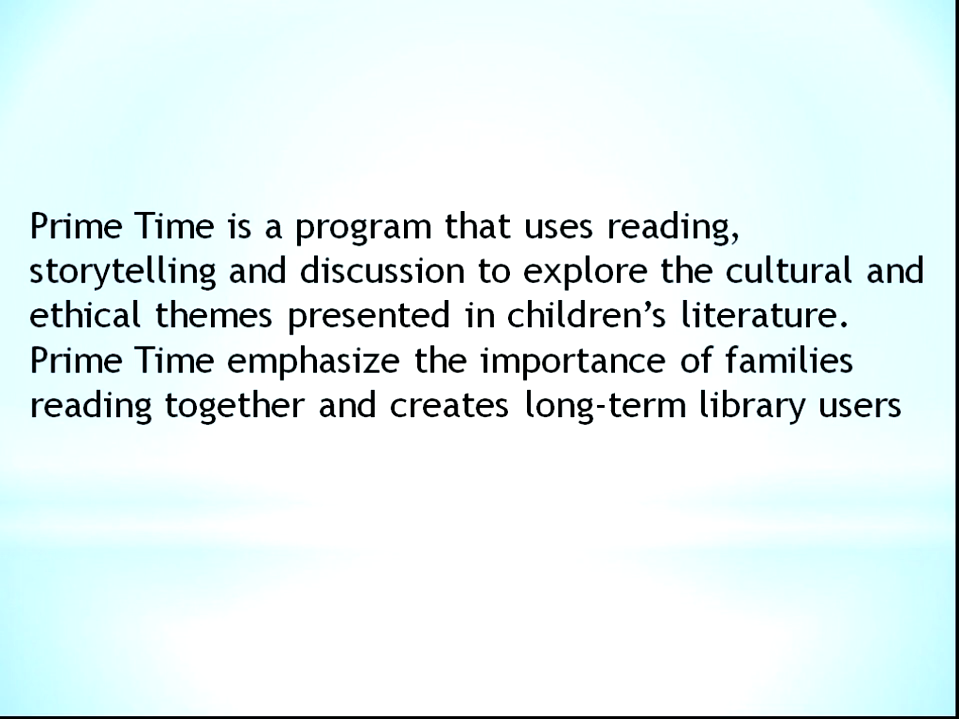 Prime Time is a program that uses reading,
storytelling and discussion to explore the cultural and
ethical themes presented in children’s literature.
Prime Time emphasize the importance of families
reading together and creates long-term library users